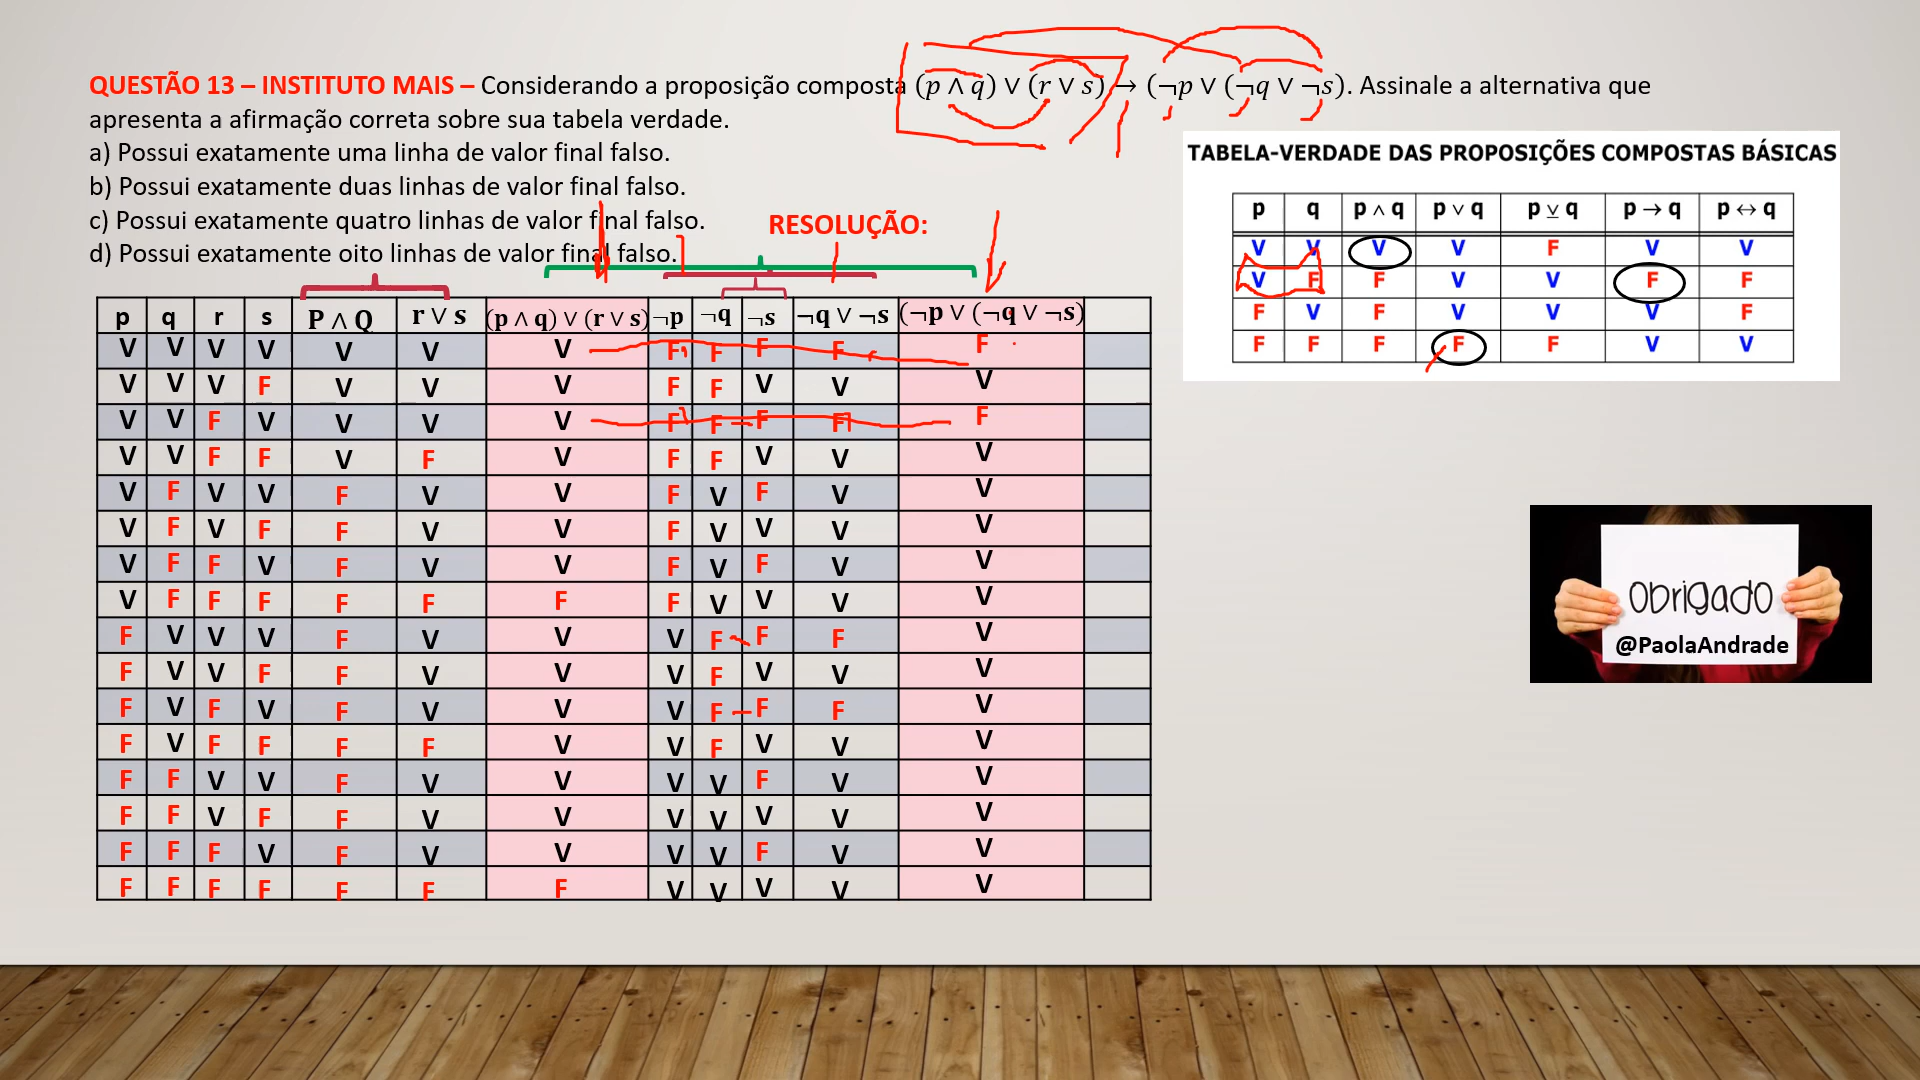 QUESTÃO 13 – INSTITUTO MAIS – Considerando a proposição composta (p ∧ q) ∨ (r ∨ s) → (¬p ∨ (¬q ∨ ¬s). Assinale a alternativa que
apresenta a afirmação correta sobre sua tabela verdade.
a) Possui exatamente uma linha de valor final falso.
b) Possui exatamente duas linhas de valor final falso.
c) Possui exatamente quatro linhas de valor final falso.
d) Possui exatamente oito linhas de valor final falso.
RESOLUÇÃO:
p q r s P ∧ Q r ∨ s (p ∧ q) ∨ (r ∨ s) ¬p ¬q ¬s ¬q ∨ ¬s (¬p ∨ (¬q ∨ ¬s)
V V V V V V V F F F F F
V V V F V V V F F V V V
V V F V V V V F F F F F
V V F F V F V F F V V V
V F V V F V V F V F V V
V F V F F V V F V V V V
V F F V F V V F V F V V
V F F F F F F F V V V V
F V V V F V V V F F F V
F V V F F V V V F V V V
F V F V F V V V F F F V
F V F F F F V V F V V V
F F V V F V V V V F V V
F F V F F V V V V V V V
F F F V F V V V V F V V
F F F F F F F V V V V V
TABELA-VERDADE DAS PROPOSIÇÕES COMPOSTAS BÁSICAS
p q p ∧ q p ∨ q p ⊻ q p → q p ↔ q
V V V V F V V
V F F V V F F
F V F V V V F
F F F F F V V
obrigado
@PaolaAndrade